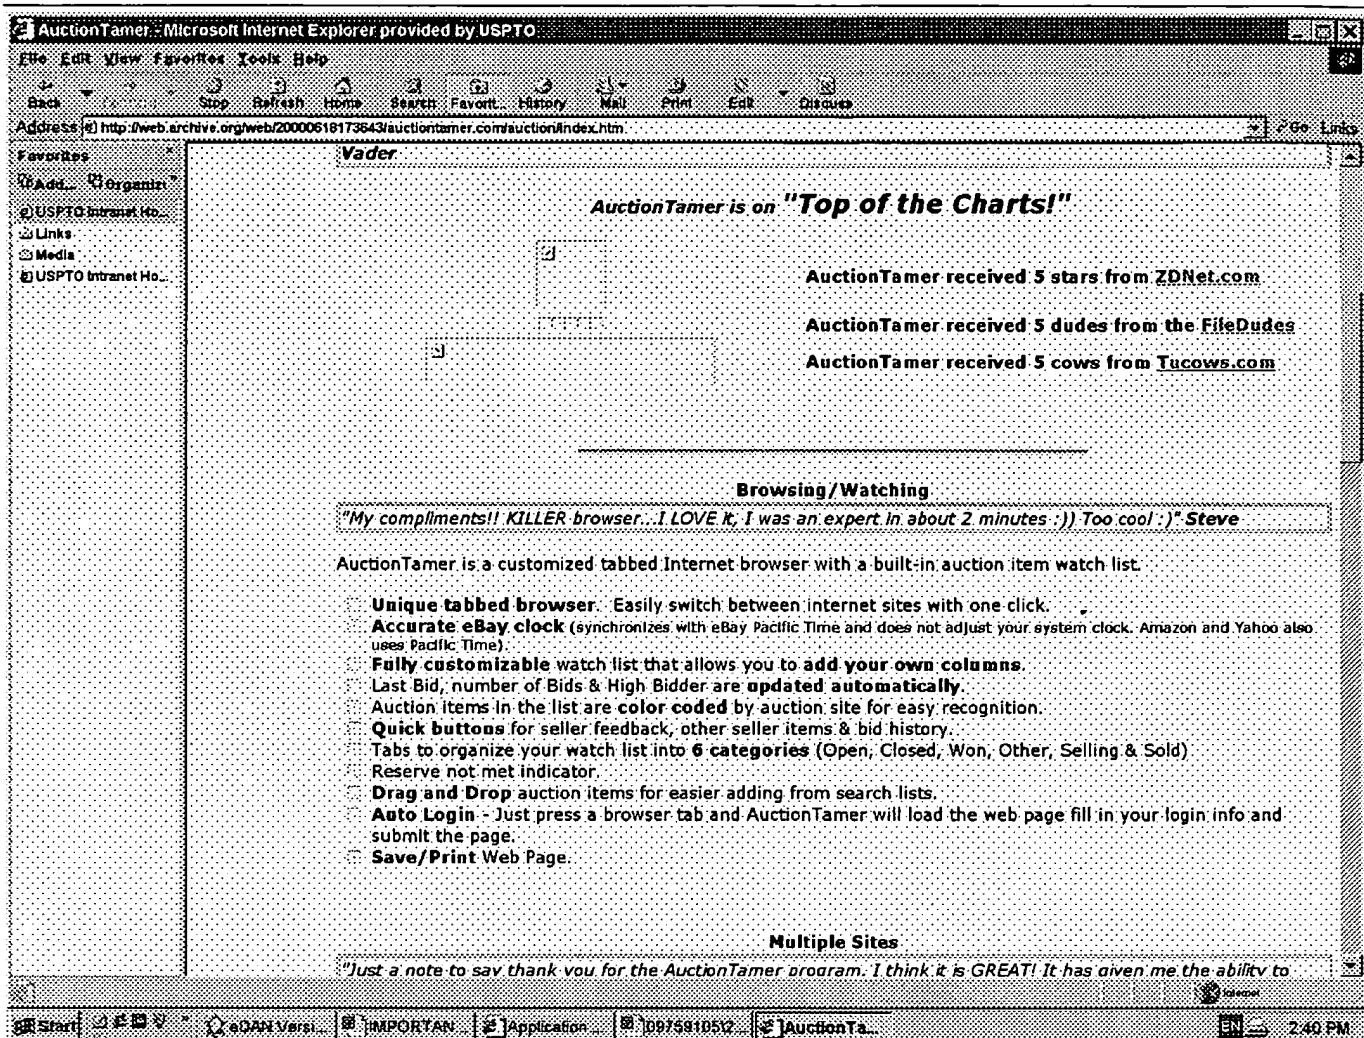 AuctionTamer - Microsoft Internet Explorer provided by USPTO
File Edit View Favorites Tools Help
Back Stop Refresh Home Search Favorit... History Mail Print Edit Discuss
Address http://web.archive.org/web/20000618173643/auctiontamer.com/auction/index.htm Go Links
Favorites
Add... Organize
USPTO Intranet Ho...
Links
Media
USPTO Intranet Ho...
Vader
AuctionTamer is on "Top of the Charts!"
AuctionTamer received 5 stars from ZDNet.com
AuctionTamer received 5 dudes from the FileDudes
AuctionTamer received 5 cows from Tucows.com
Browsing/Watching
"My compliments!! KILLER browser...I LOVE it, I was an expert in about 2 minutes :)) Too cool :)" Steve
AuctionTamer is a customized tabbed Internet browser with a built-in auction item watch list.
Unique tabbed browser. Easily switch between internet sites with one click.
Accurate eBay clock (synchronizes with eBay Pacific Time and does not adjust your system clock. Amazon and Yahoo also
uses Pacific Time).
Fully customizable watch list that allows you to add your own columns.
Last Bid, number of Bids & High Bidder are updated automatically.
Auction items in the list are color coded by auction site for easy recognition.
Quick buttons for seller feedback, other seller items & bid history.
Tabs to organize your watch list into 6 categories (Open, Closed, Won, Other, Selling & Sold)
Reserve not met indicator.
Drag and Drop auction items for easier adding from search lists.
Auto Login - Just press a browser tab and AuctionTamer will load the web page fill in your login info and
submit the page.
Save/Print Web Page.
Multiple Sites
"Just a note to say thank you for the AuctionTamer program. I think it is GREAT! It has given me the ability to
Internet
Start eDAN Versi... IMPORTAN... Application ... AuctionTa... EN 2:40 PM